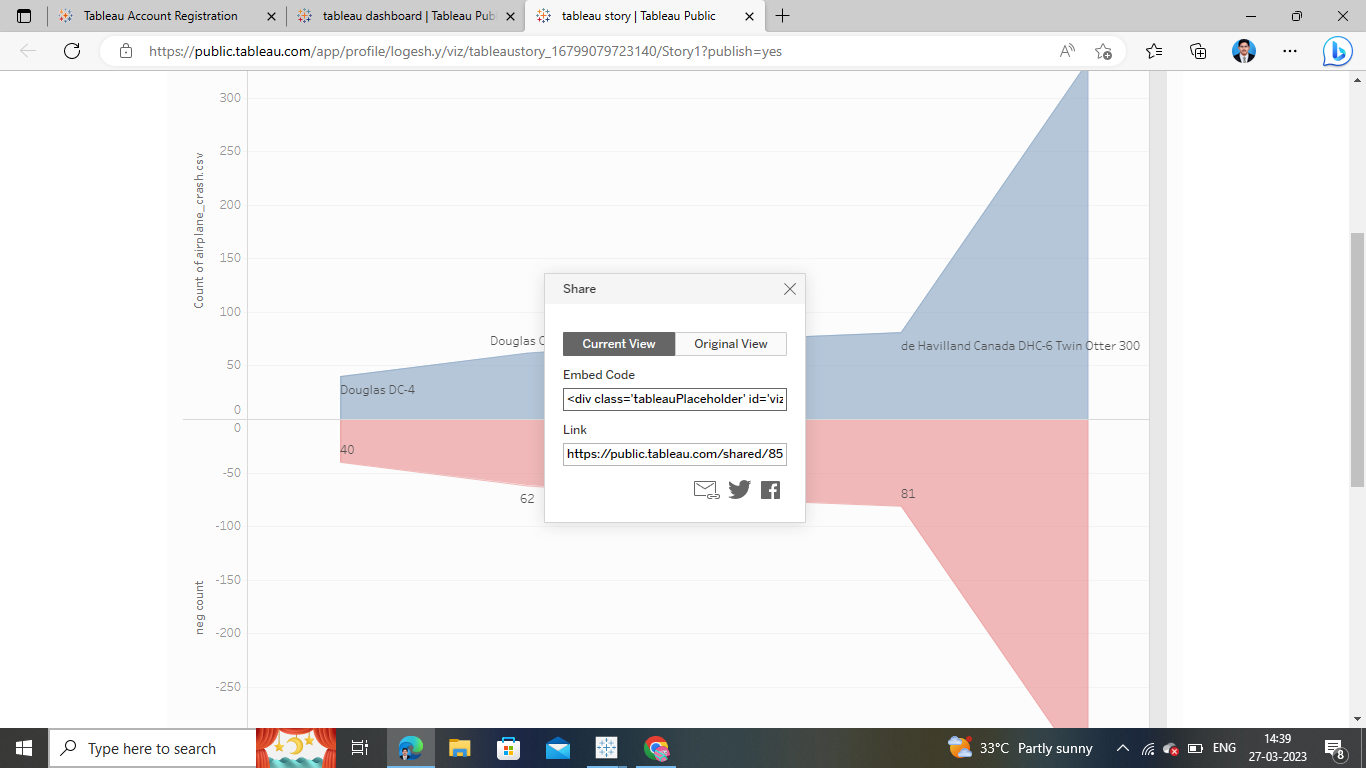 Tableau Account Registration
tableau dashboard | Tableau Pub
tableau story | Tableau Public
https://public.tableau.com/app/profile/logesh.y/viz/tableaustory_16799079723140/Story1?publish=yes
300
250
200
150
100
50
0
Count of airplane_crash.csv
Douglas DC-4
Douglas C
de Havilland Canada DHC-6 Twin Otter 300
0
-50
-100
-150
-200
-250
neg count
40
62
81
Share
Current View
Original View
Embed Code
<div class='tableauPlaceholder' id='viz
Link
https://public.tableau.com/shared/85
Type here to search
33°C Partly sunny
ENG
14:39
27-03-2023
8